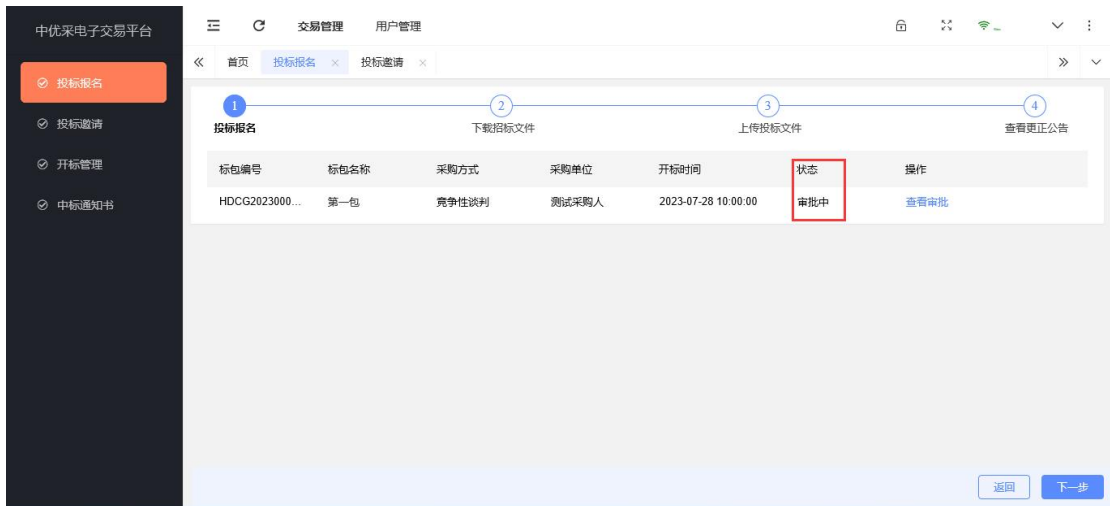 中优采电子交易平台
交易管理 用户管理
首页 投标报名 × 投标邀请 ×
投标报名
投标邀请
开标管理
中标通知书
1 2 3 4
投标报名 下载招标文件 上传投标文件 查看更正公告
标包编号 标包名称 采购方式 采购单位 开标时间 状态 操作
HDCG2023000... 第一包 竞争性谈判 测试采购人 2023-07-28 10:00:00 审批中 查看审批
返回 下一步